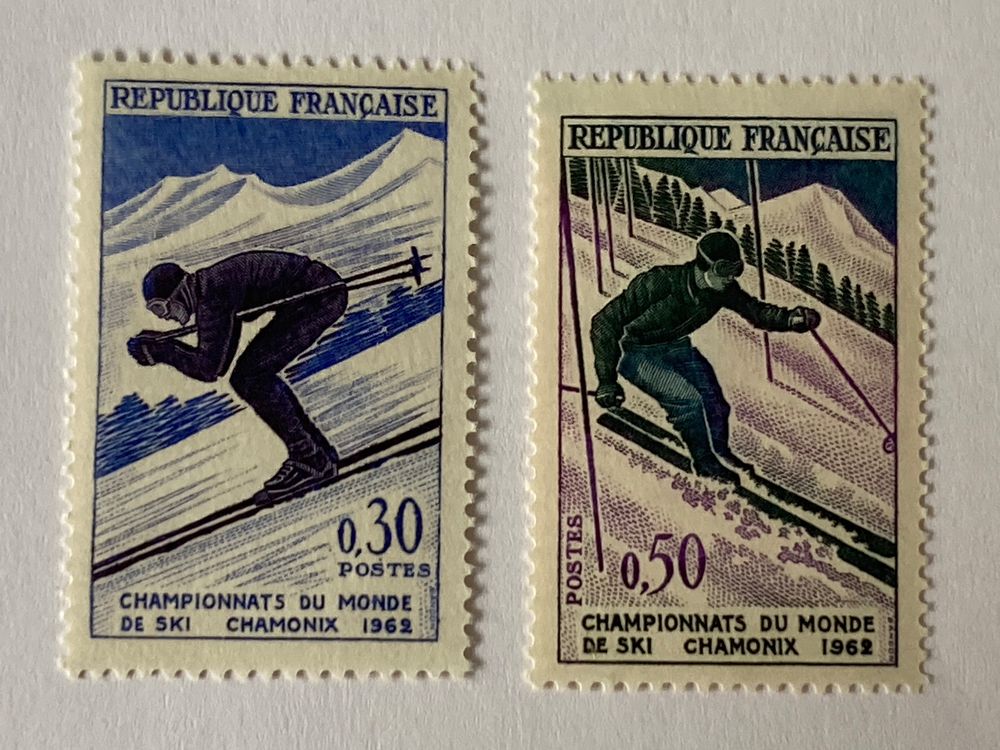 REPUBLIQUE FRANÇAISE
0,30
POSTES
CHAMPIONNATS DU MONDE
DE SKI CHAMONIX 1962
REPUBLIQUE FRANÇAISE
POSTES
0,50
CHAMPIONNATS DU MONDE
DE SKI CHAMONIX 1962